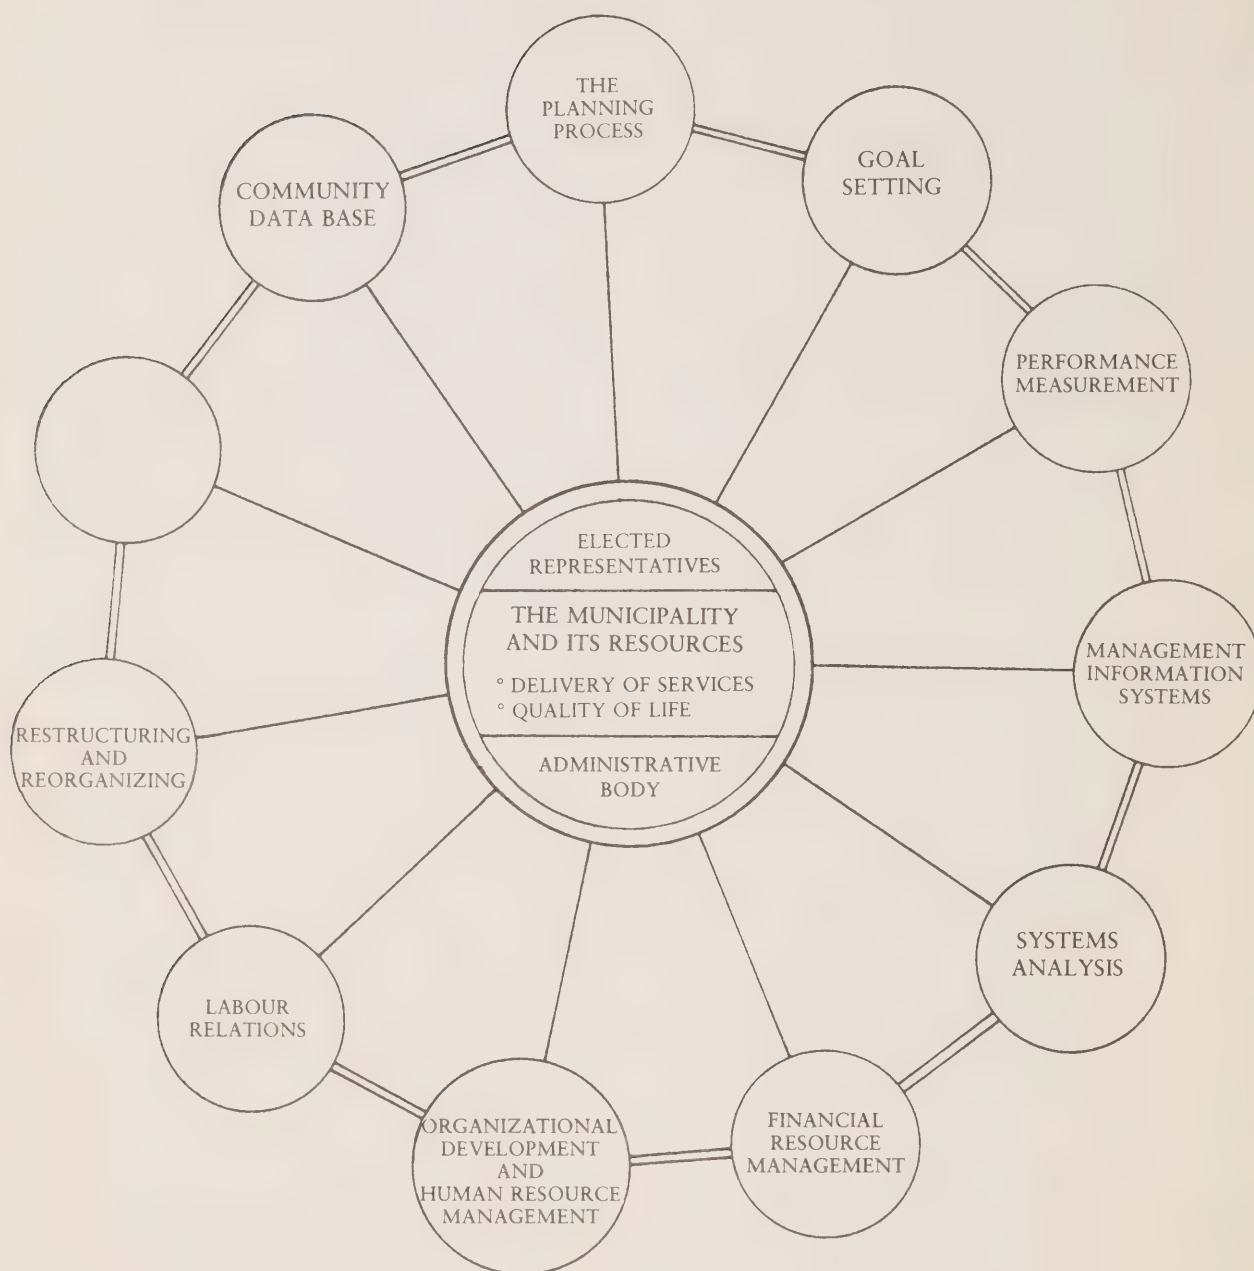 THE
PLANNING
PROCESS
GOAL
SETTING
COMMUNITY
DATA BASE
PERFORMANCE
MEASUREMENT
ELECTED
REPRESENTATIVES
THE MUNICIPALITY
AND ITS RESOURCES
° DELIVERY OF SERVICES
° QUALITY OF LIFE
ADMINISTRATIVE
BODY
MANAGEMENT
INFORMATION
SYSTEMS
RESTRUCTURING
AND
REORGANIZING
SYSTEMS
ANALYSIS
LABOUR
RELATIONS
FINANCIAL
RESOURCE
MANAGEMENT
ORGANIZATIONAL
DEVELOPMENT
AND
HUMAN RESOURCE
MANAGEMENT